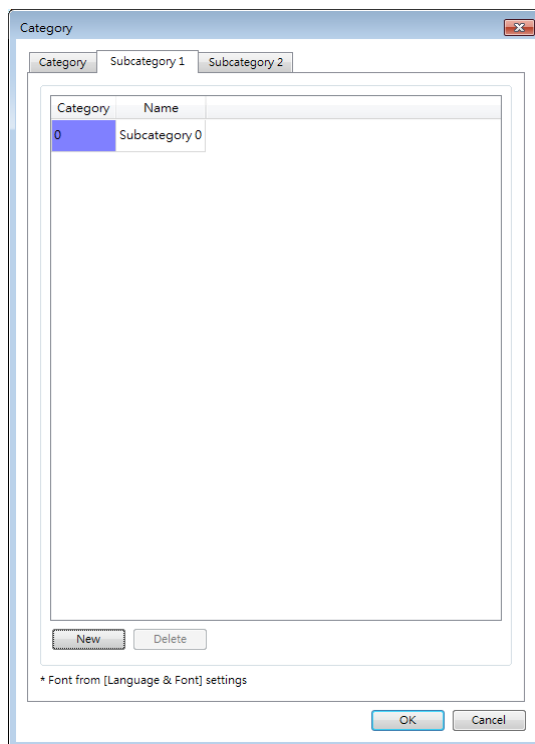 Category
Category Subcategory 1 Subcategory 2
Category Name
0 Subcategory 0
New Delete
* Font from [Language & Font] settings
OK Cancel